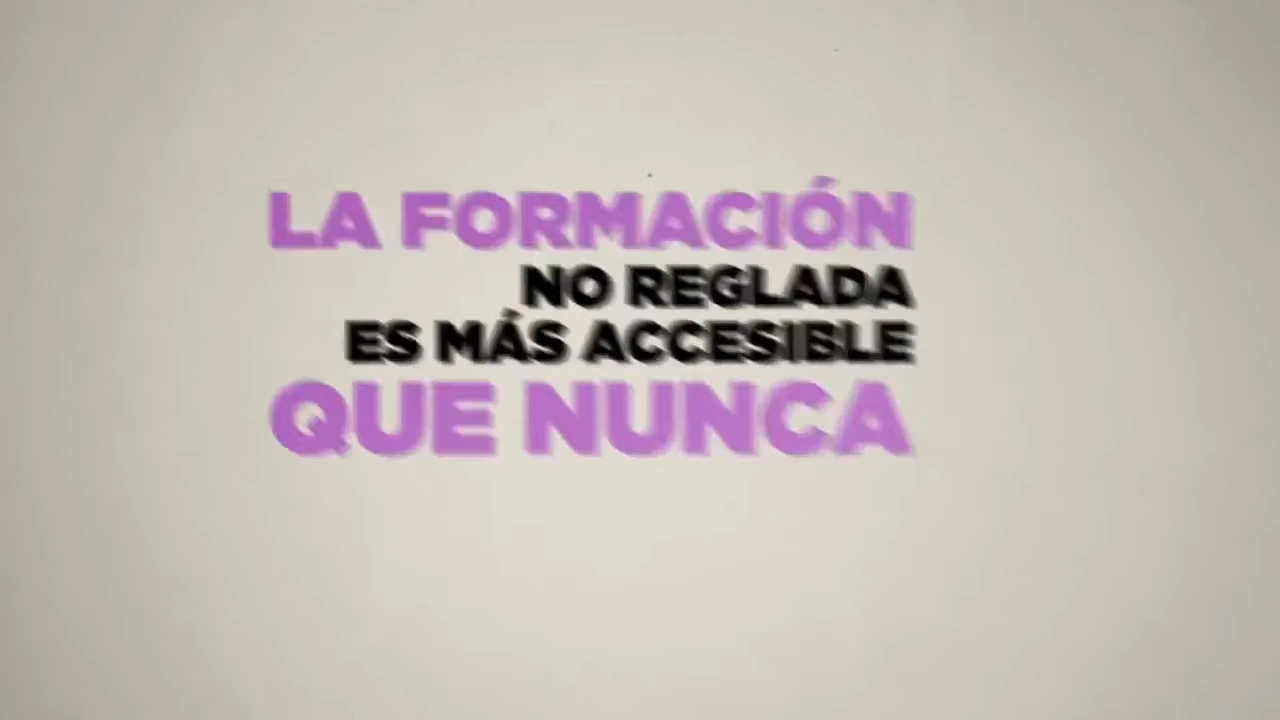 LA FORMACIÓN
NO REGLADA
ES MÁS ACCESIBLE
QUE NUNCA